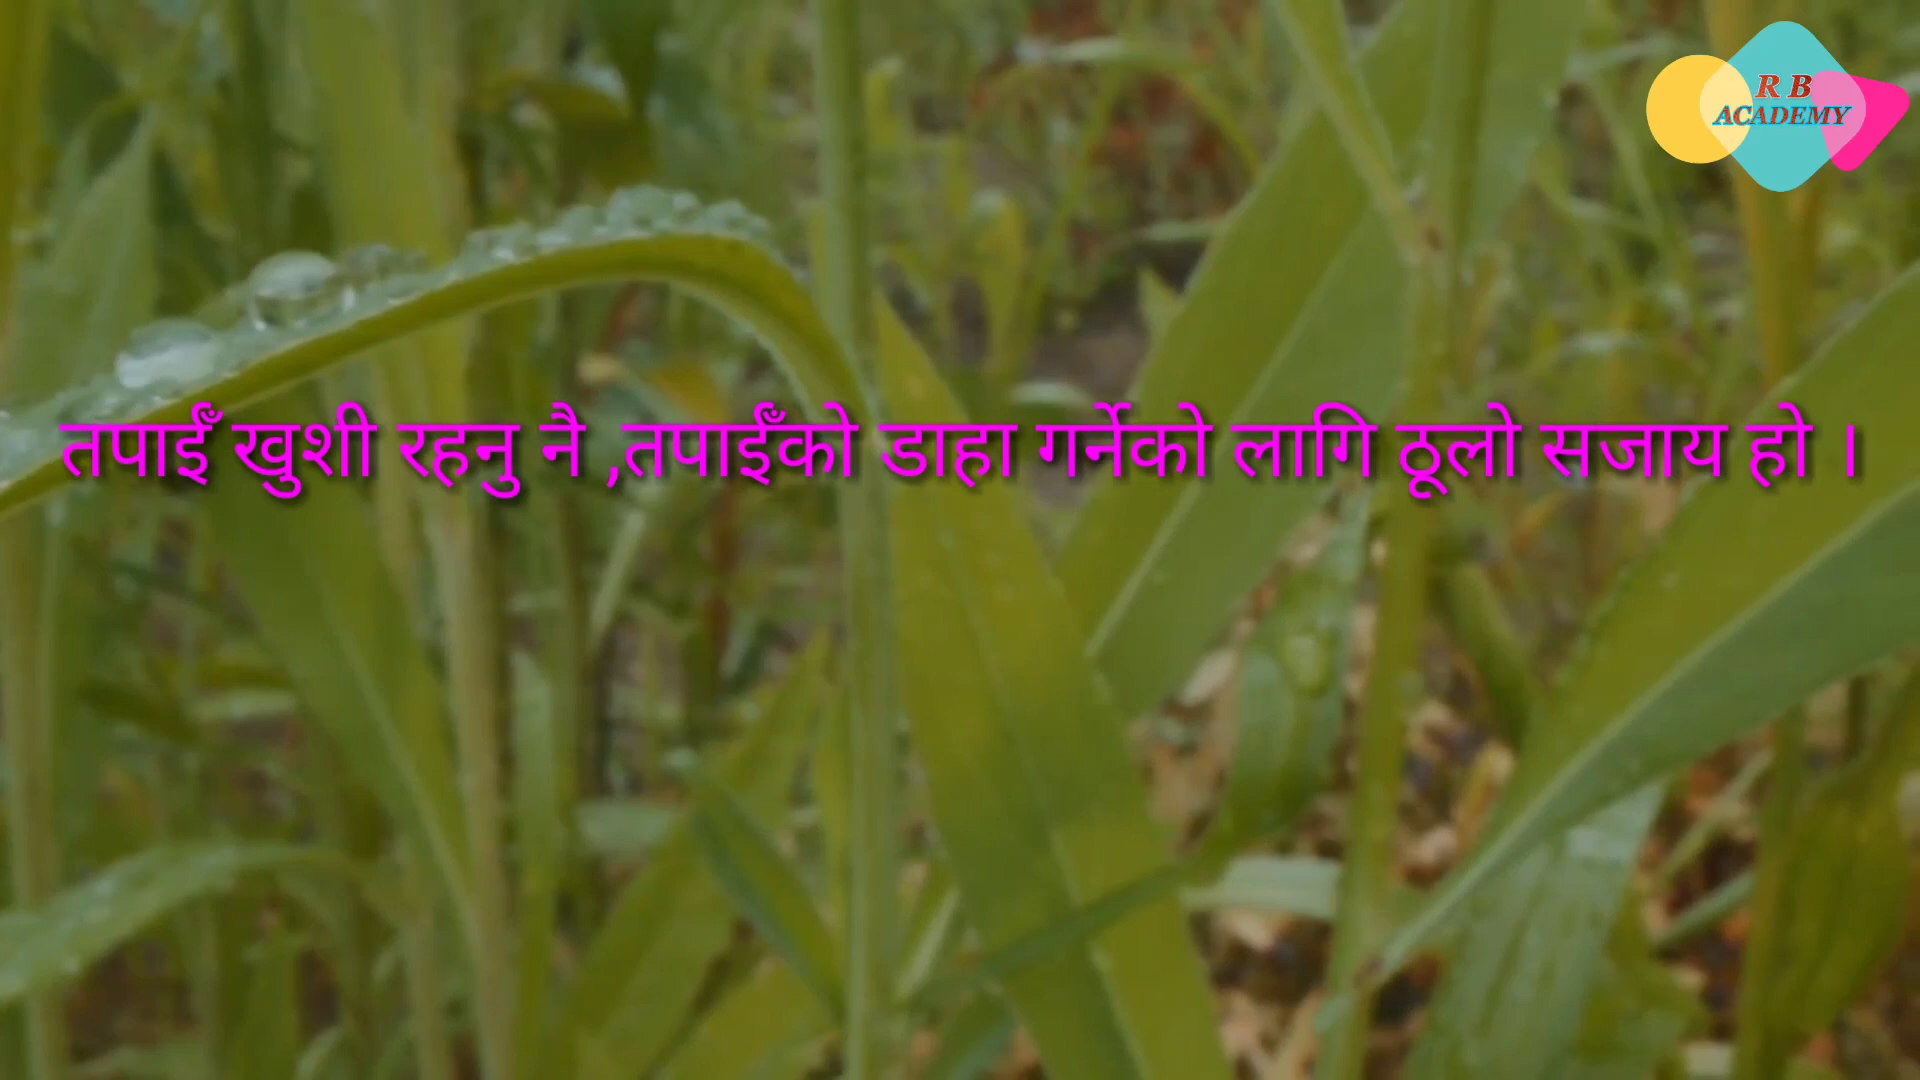 R B
ACADEMY
तपाईँ खुशी रहनु नै ,तपाईँको डाहा गर्नेको लागि ठूलो सजाय हो ।